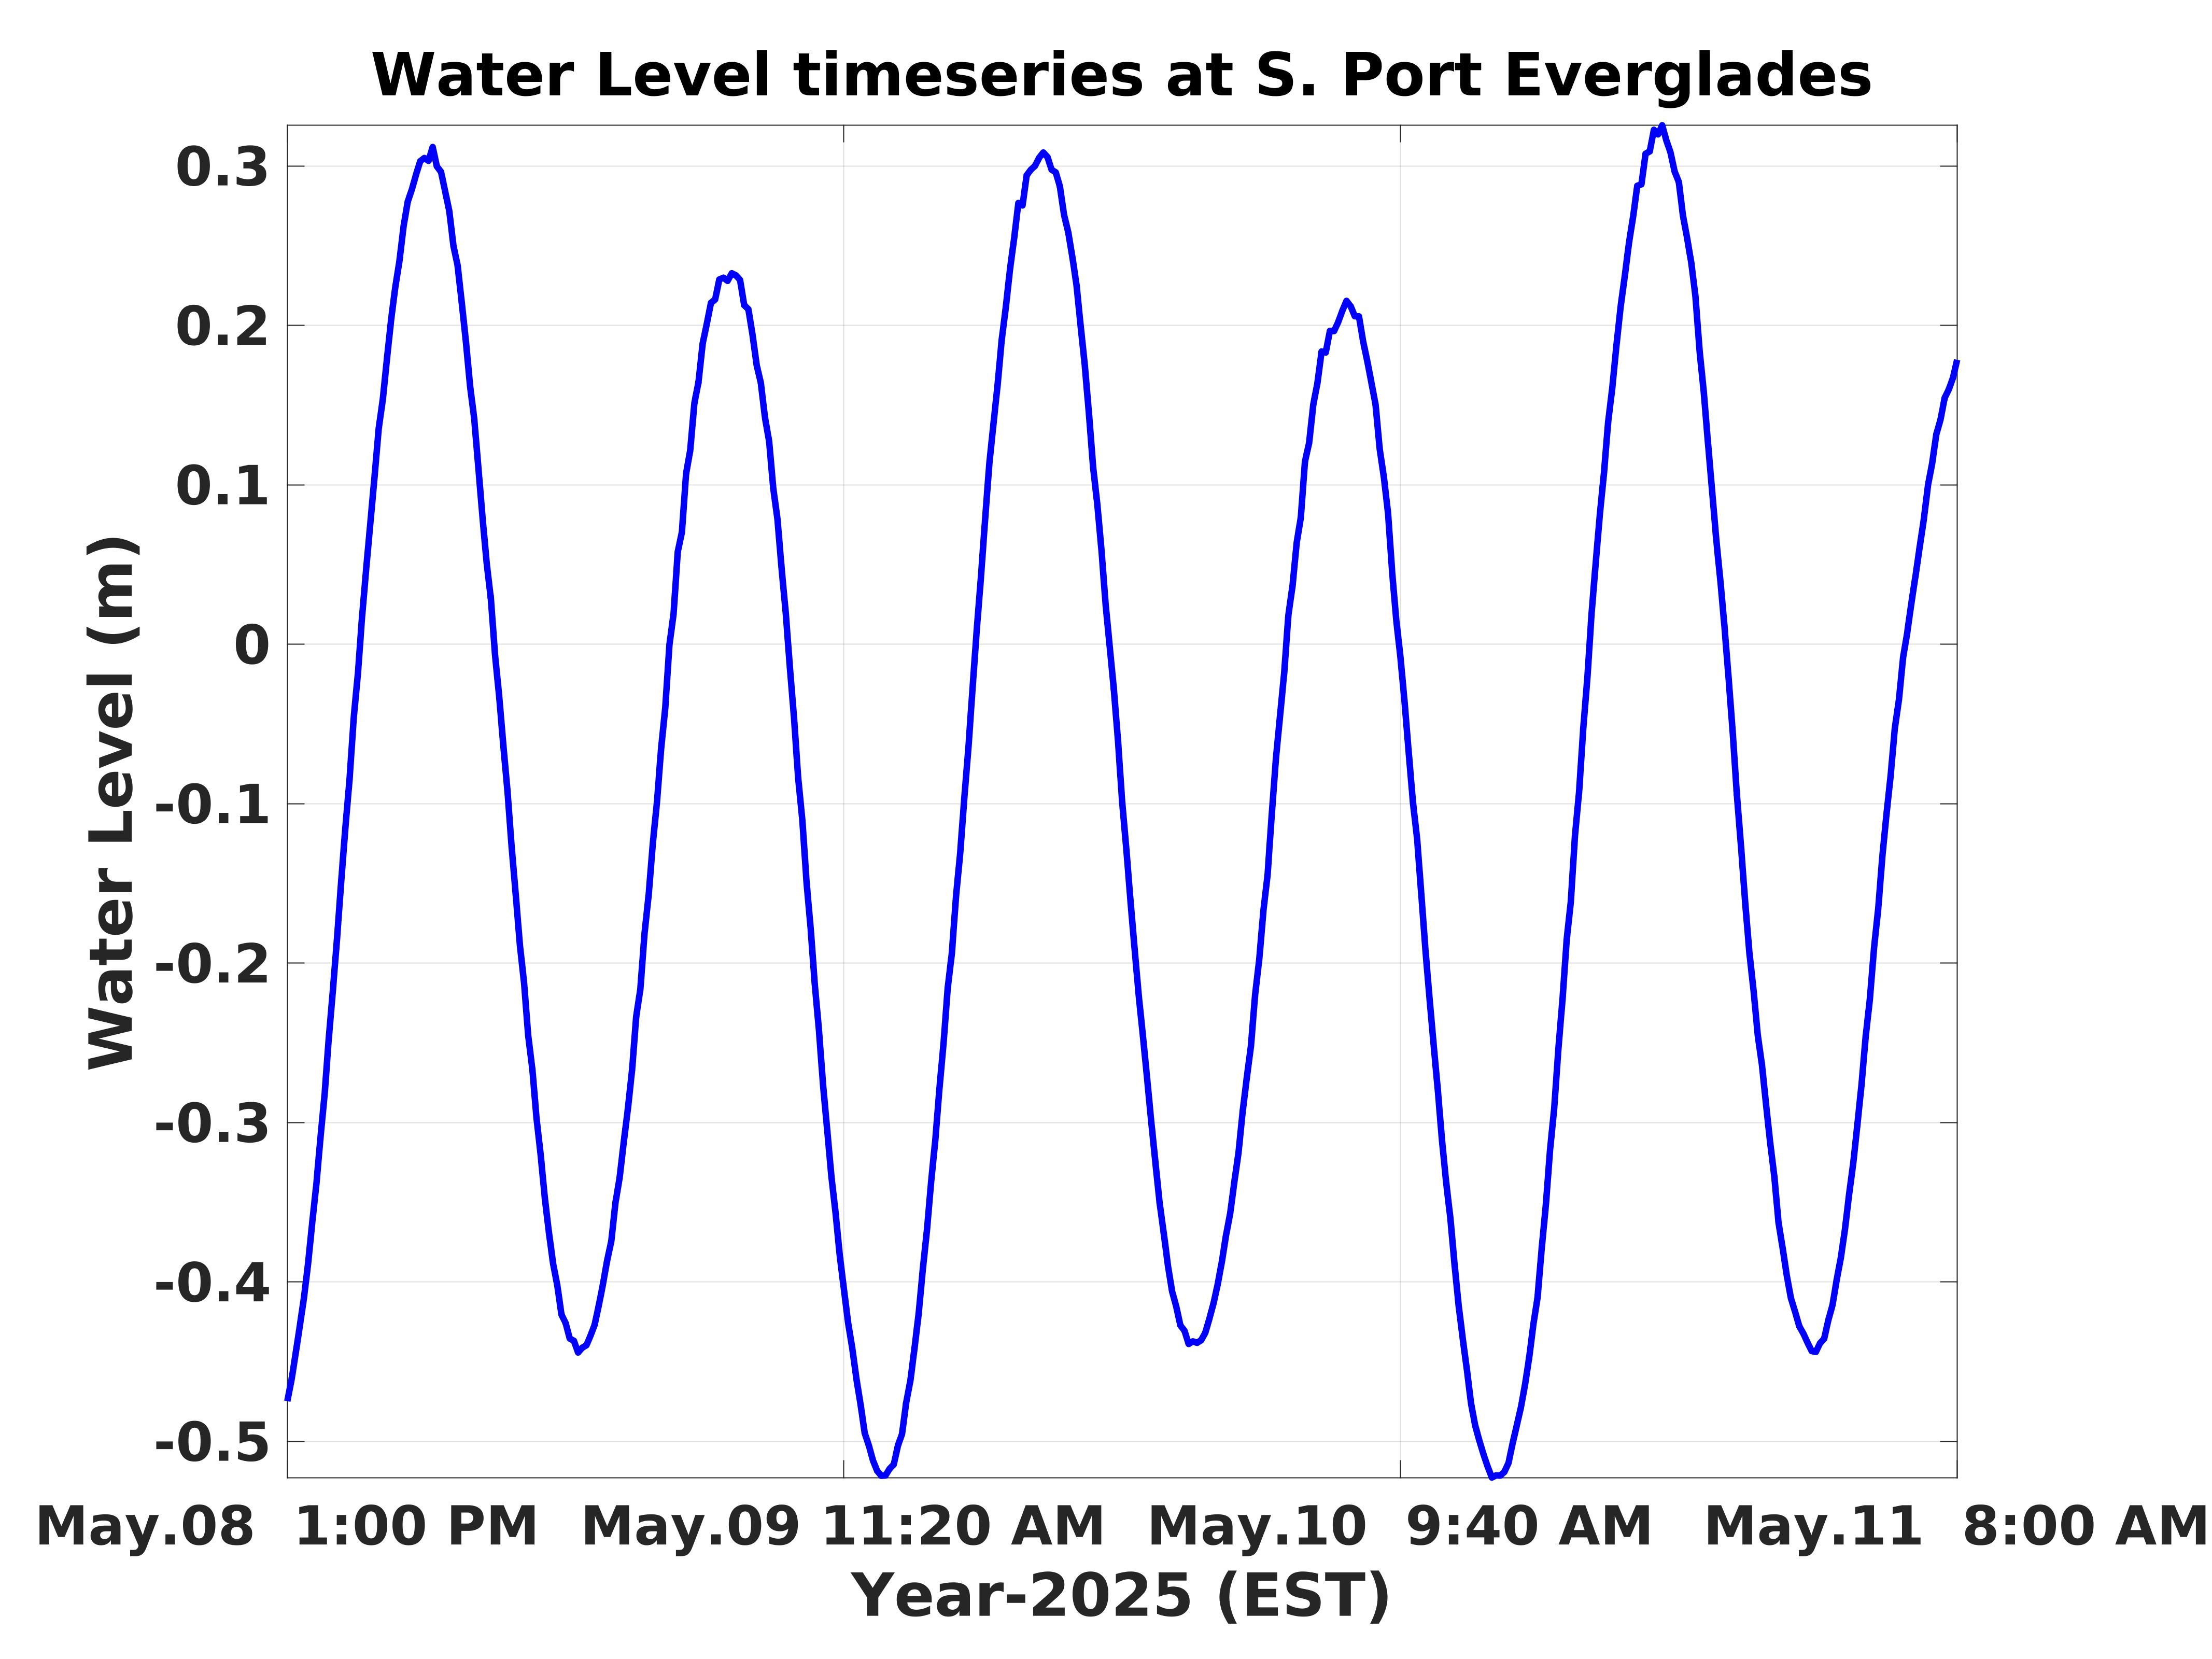 Water Level timeseries at S. Port Everglades
0.3
0.2
0.1
0
-0.1
-0.2
-0.3
-0.4
-0.5
Water Level (m)
May.08 1:00 PM May.09 11:20 AM May.10 9:40 AM May.11 8:00 AM
Year-2025 (EST)